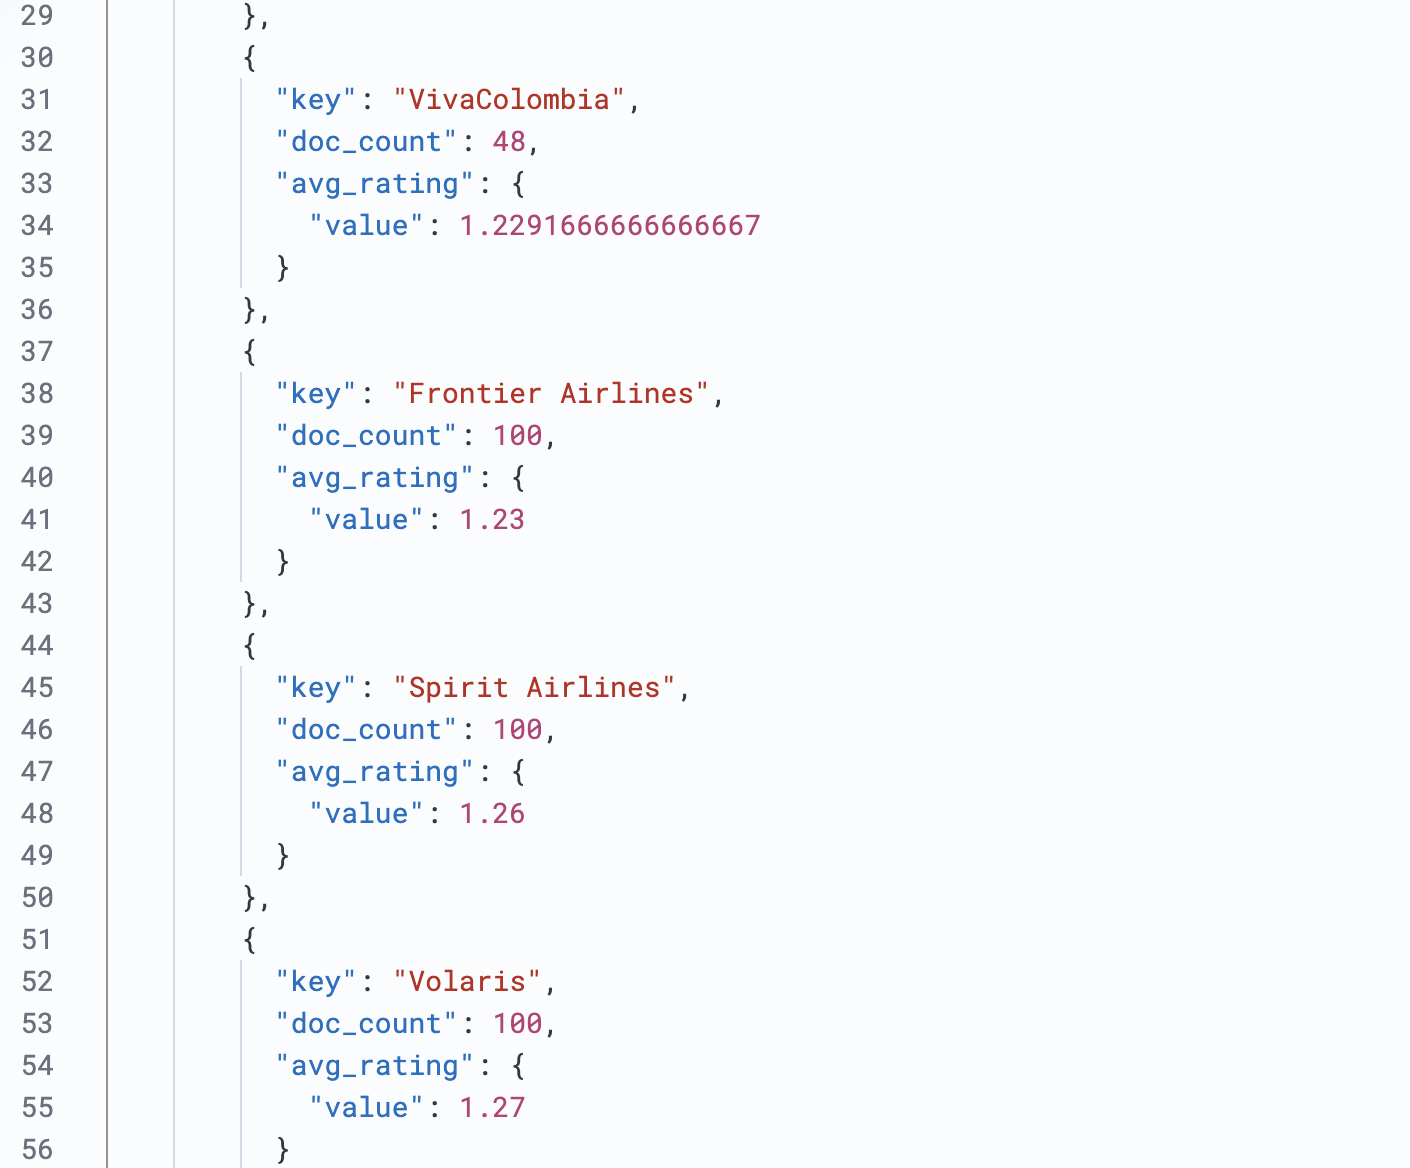 29 },
30 {
31 "key": "VivaColombia",
32 "doc_count": 48,
33 "avg_rating": {
34 "value": 1.2291666666666667
35 }
36 },
37 {
38 "key": "Frontier Airlines",
39 "doc_count": 100,
40 "avg_rating": {
41 "value": 1.23
42 }
43 },
44 {
45 "key": "Spirit Airlines",
46 "doc_count": 100,
47 "avg_rating": {
48 "value": 1.26
49 }
50 },
51 {
52 "key": "Volaris",
53 "doc_count": 100,
54 "avg_rating": {
55 "value": 1.27
56 }